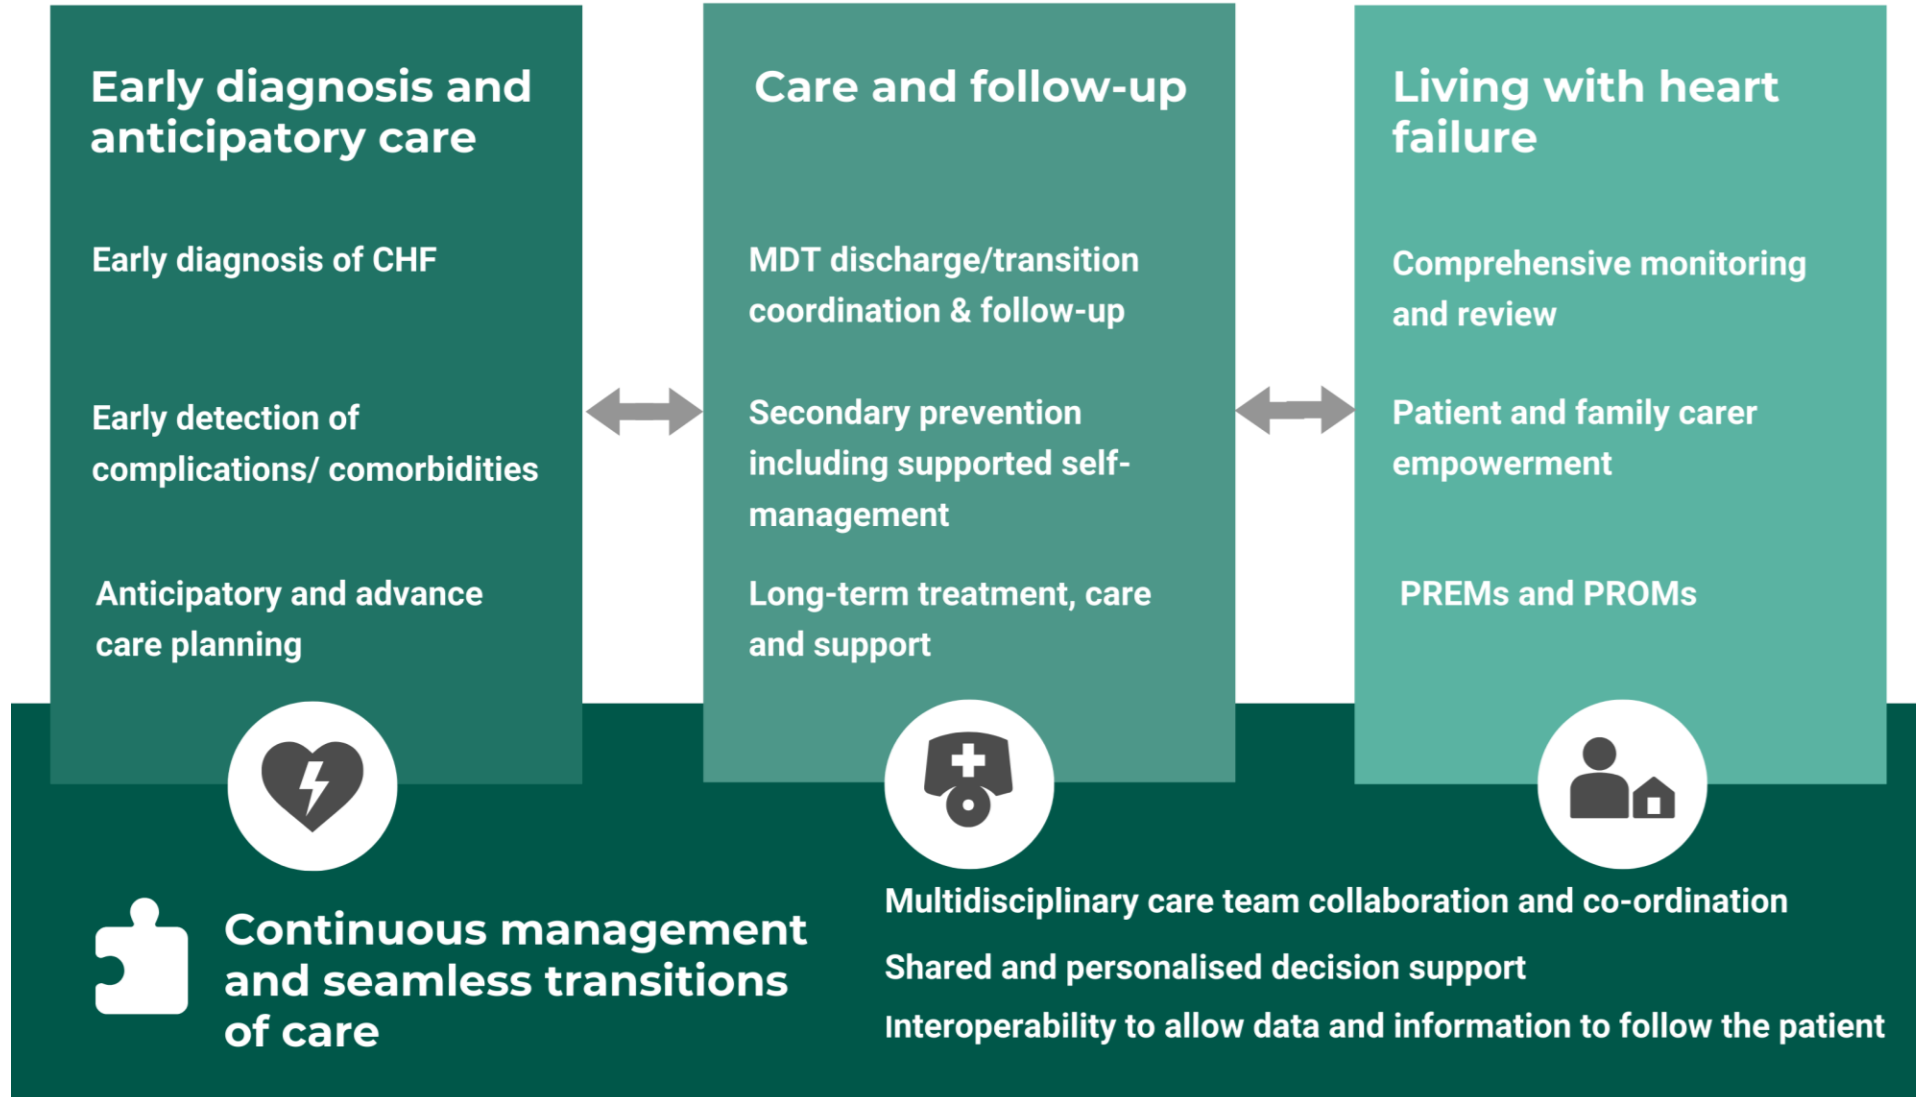 Early diagnosis and
anticipatory care
Early diagnosis of CHF
Early detection of
complications/ comorbidities
Anticipatory and advance
care planning
Care and follow-up
MDT discharge/transition
coordination & follow-up
Secondary prevention
including supported self-
management
Long-term treatment, care
and support
Living with heart
failure
Comprehensive monitoring
and review
Patient and family carer
empowerment
PREMs and PROMs
Continuous management
and seamless transitions
of care
Multidisciplinary care team collaboration and co-ordination
Shared and personalised decision support
Interoperability to allow data and information to follow the patient